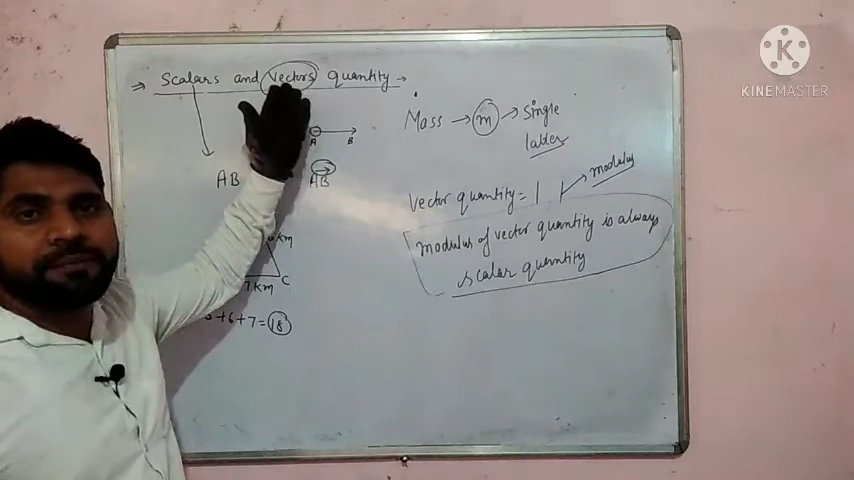 ⇒ Scalars and vectors quantity →
A B
AB
AB
Mass → m → single
latter
vector quantity = | | modulus
modulus of vector quantity is always
scalar quantity
km
C
7 Km
+6+7=18
K
KINEMASTER